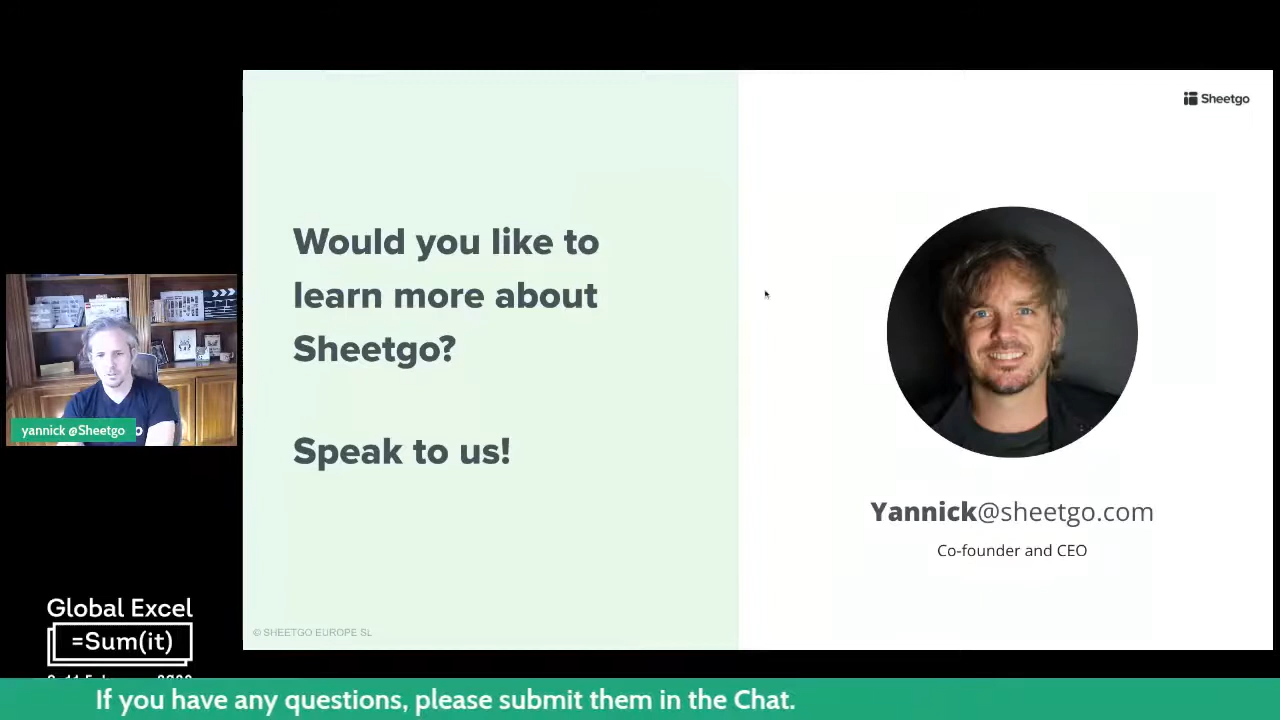 Sheetgo
Would you like to
learn more about
Sheetgo?
Speak to us!
yannick @Sheetgo
Yannick@sheetgo.com
Co-founder and CEO
© SHEETGO EUROPE SL
Global Excel
=Sum(it)
If you have any questions, please submit them in the Chat.